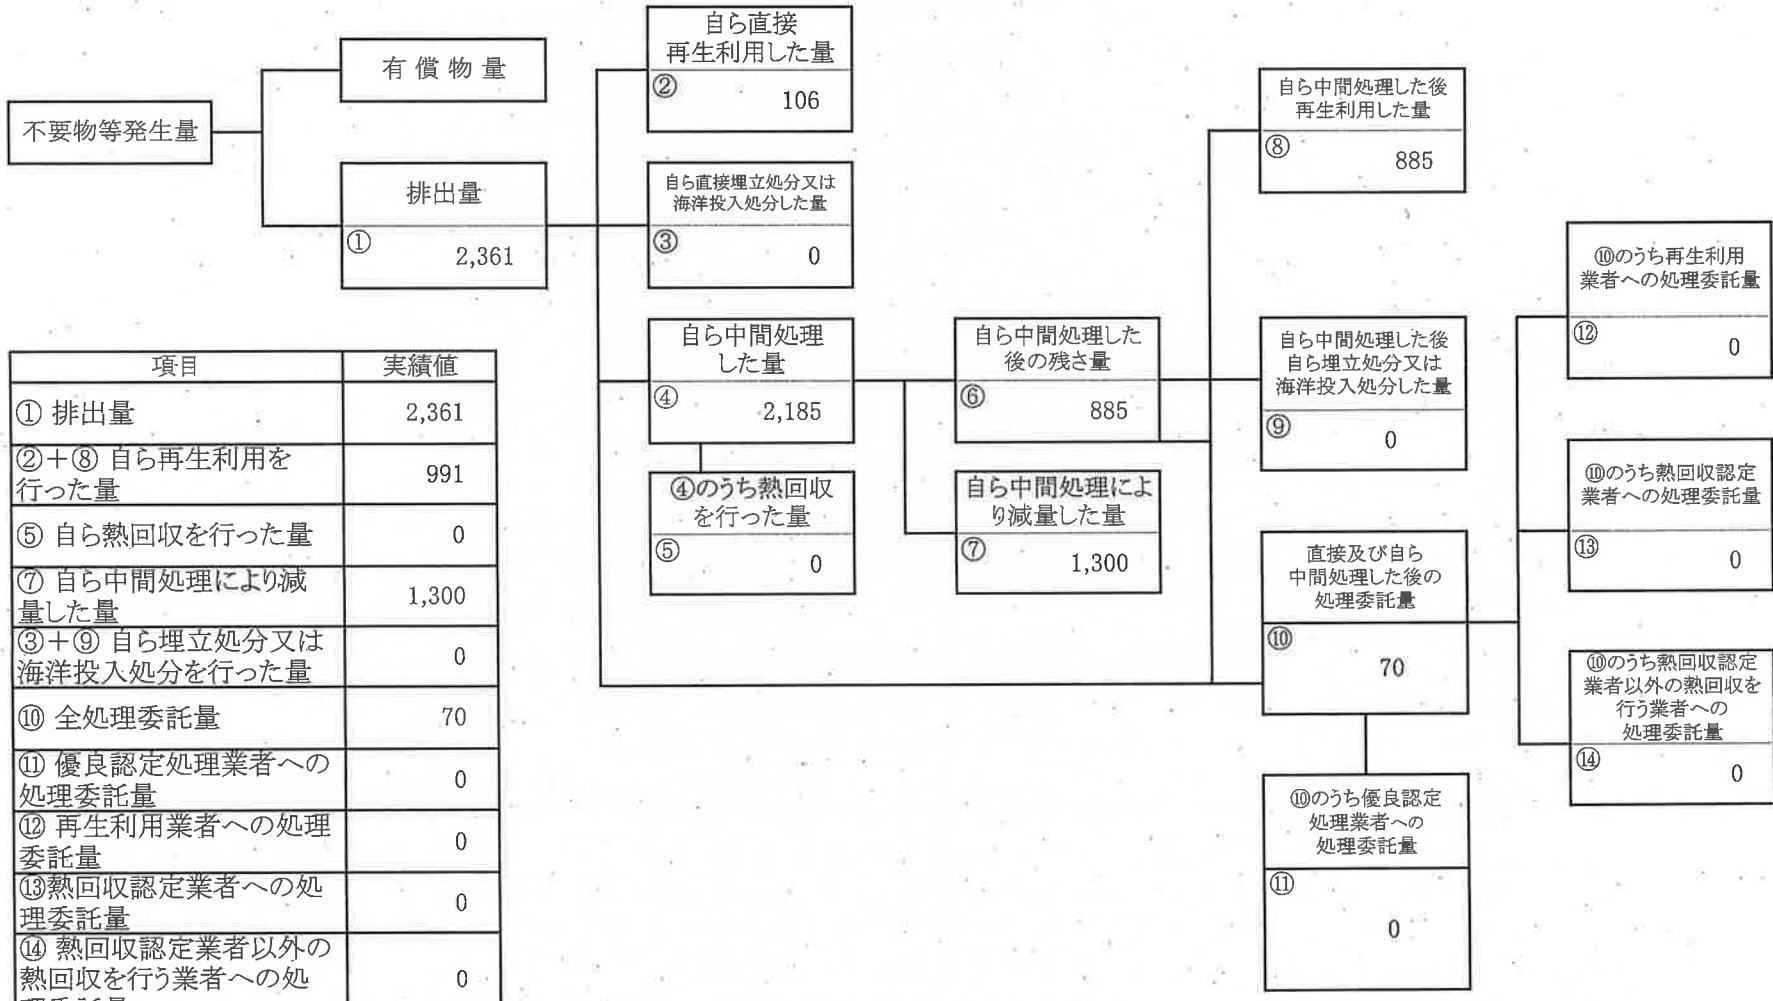 不要物等発生量
有償物量
排出量
①
2,361
自ら直接
再生利用した量
②
106
自ら直接埋立処分又は
海洋投入処分した量
③
0
自ら中間処理
した量
④
2,185
④のうち熱回収
を行った量
⑤
0
自ら中間処理した
後の残さ量
⑥
885
自ら中間処理によ
り減量した量
⑦
1,300
自ら中間処理した後
再生利用した量
⑧
885
自ら中間処理した後
自ら埋立処分又は
海洋投入処分した量
⑨
0
直接及び自ら
中間処理した後の
処理委託量
⑩
70
⑩のうち優良認定
処理業者への
処理委託量
⑪
0
⑩のうち再生利用
業者への処理委託量
⑫
0
⑩のうち熱回収認定
業者への処理委託量
⑬
0
⑩のうち熱回収認定
業者以外の熱回収を
行う業者への
処理委託量
⑭
0
項目 実績値
① 排出量 2,361
②+⑧ 自ら再生利用を
行った量 991
⑤ 自ら熱回収を行った量 0
⑦ 自ら中間処理により減
量した量 1,300
③+⑨ 自ら埋立処分又は
海洋投入処分を行った量 0
⑩ 全処理委託量 70
⑪ 優良認定処理業者への
処理委託量 0
⑫ 再生利用業者への処理
委託量 0
⑬熱回収認定業者への処
理委託量 0
⑭ 熱回収認定業者以外の
熱回収を行う業者への処 0